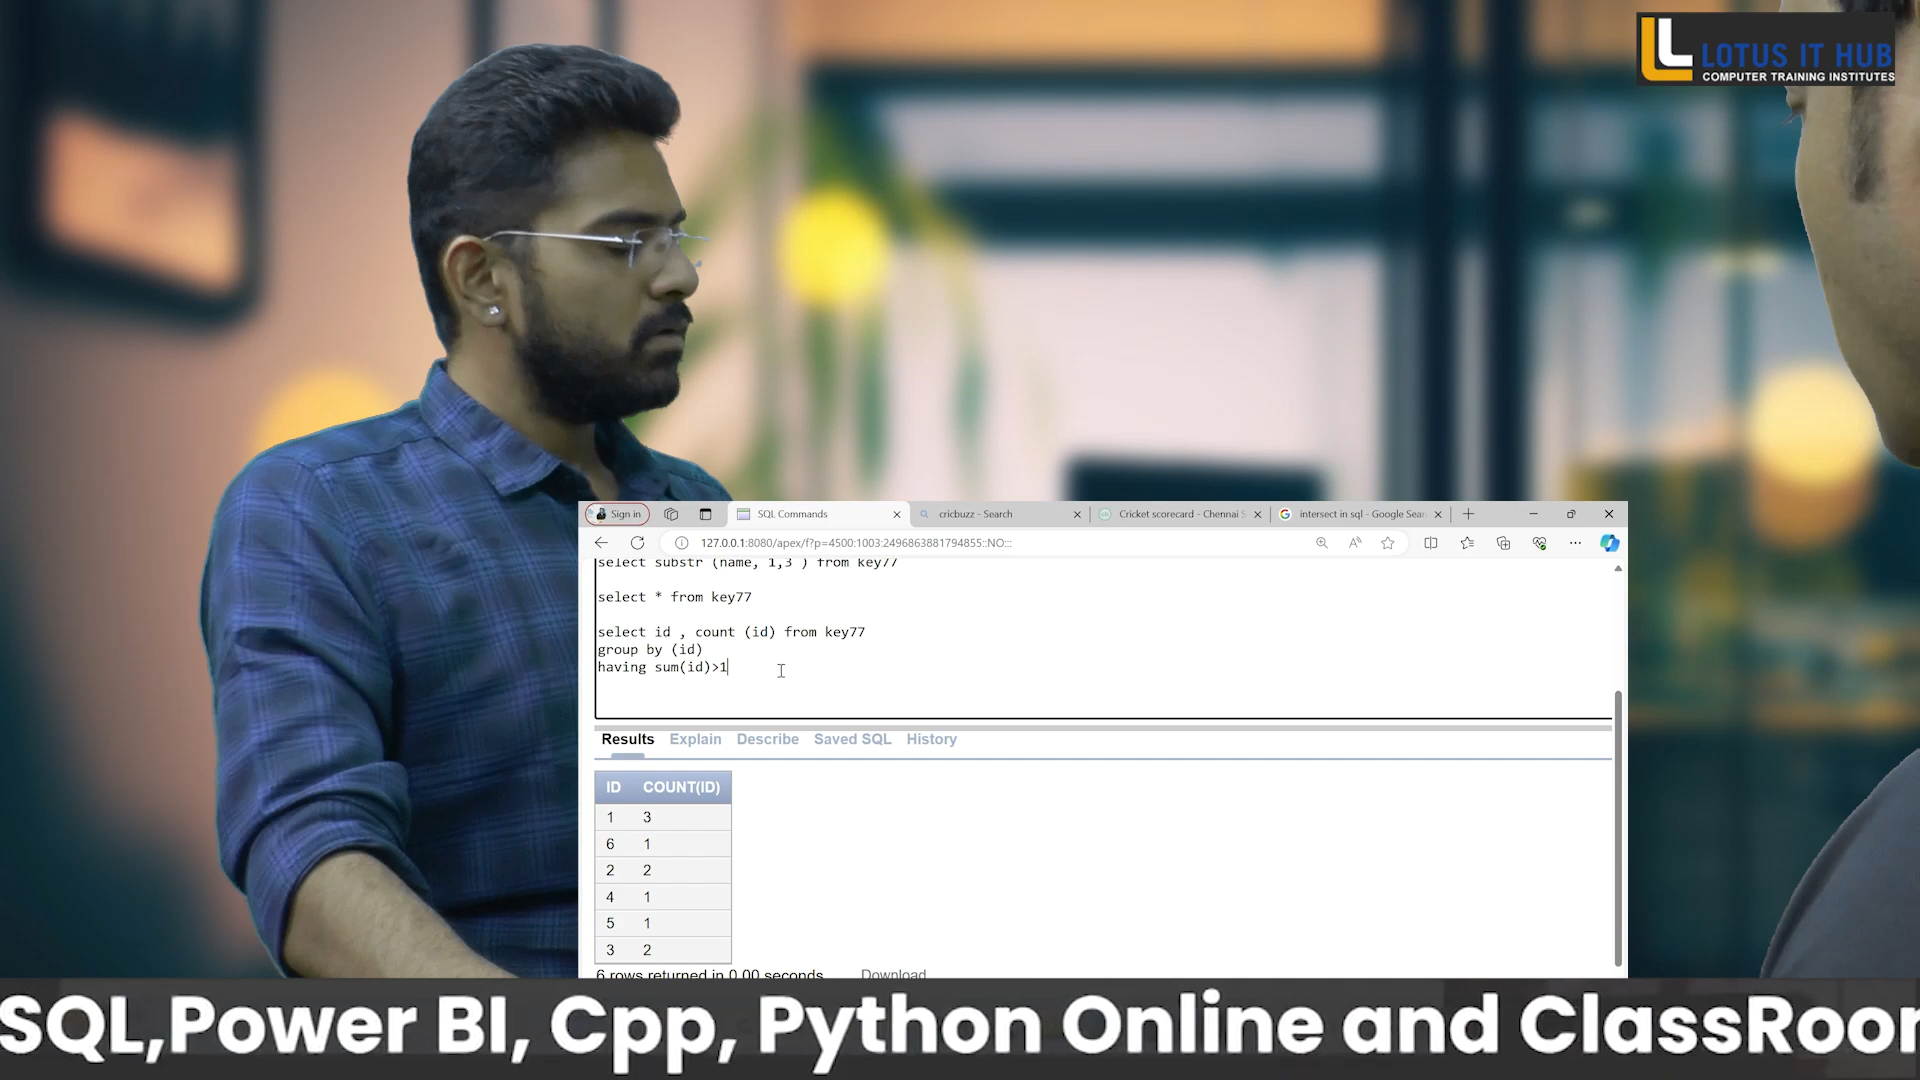 LOTUS IT HUB
COMPUTER TRAINING INSTITUTES
Sign in
SQL Commands
cricbuzz - Search
Cricket scorecard - Chennai S
intersect in sql - Google Sear
127.0.0.1:8080/apex/f?p=4500:1003:2496863881794855::NO:::
select substr (name, 1,3 ) from key77
select * from key77
select id , count (id) from key77
group by (id)
having sum(id)>1
Results Explain Describe Saved SQL History
ID COUNT(ID)
1 3
6 1
2 2
4 1
5 1
3 2
6 rows returned in 0.00 seconds Download
SQL,Power BI, Cpp, Python Online and ClassRoor